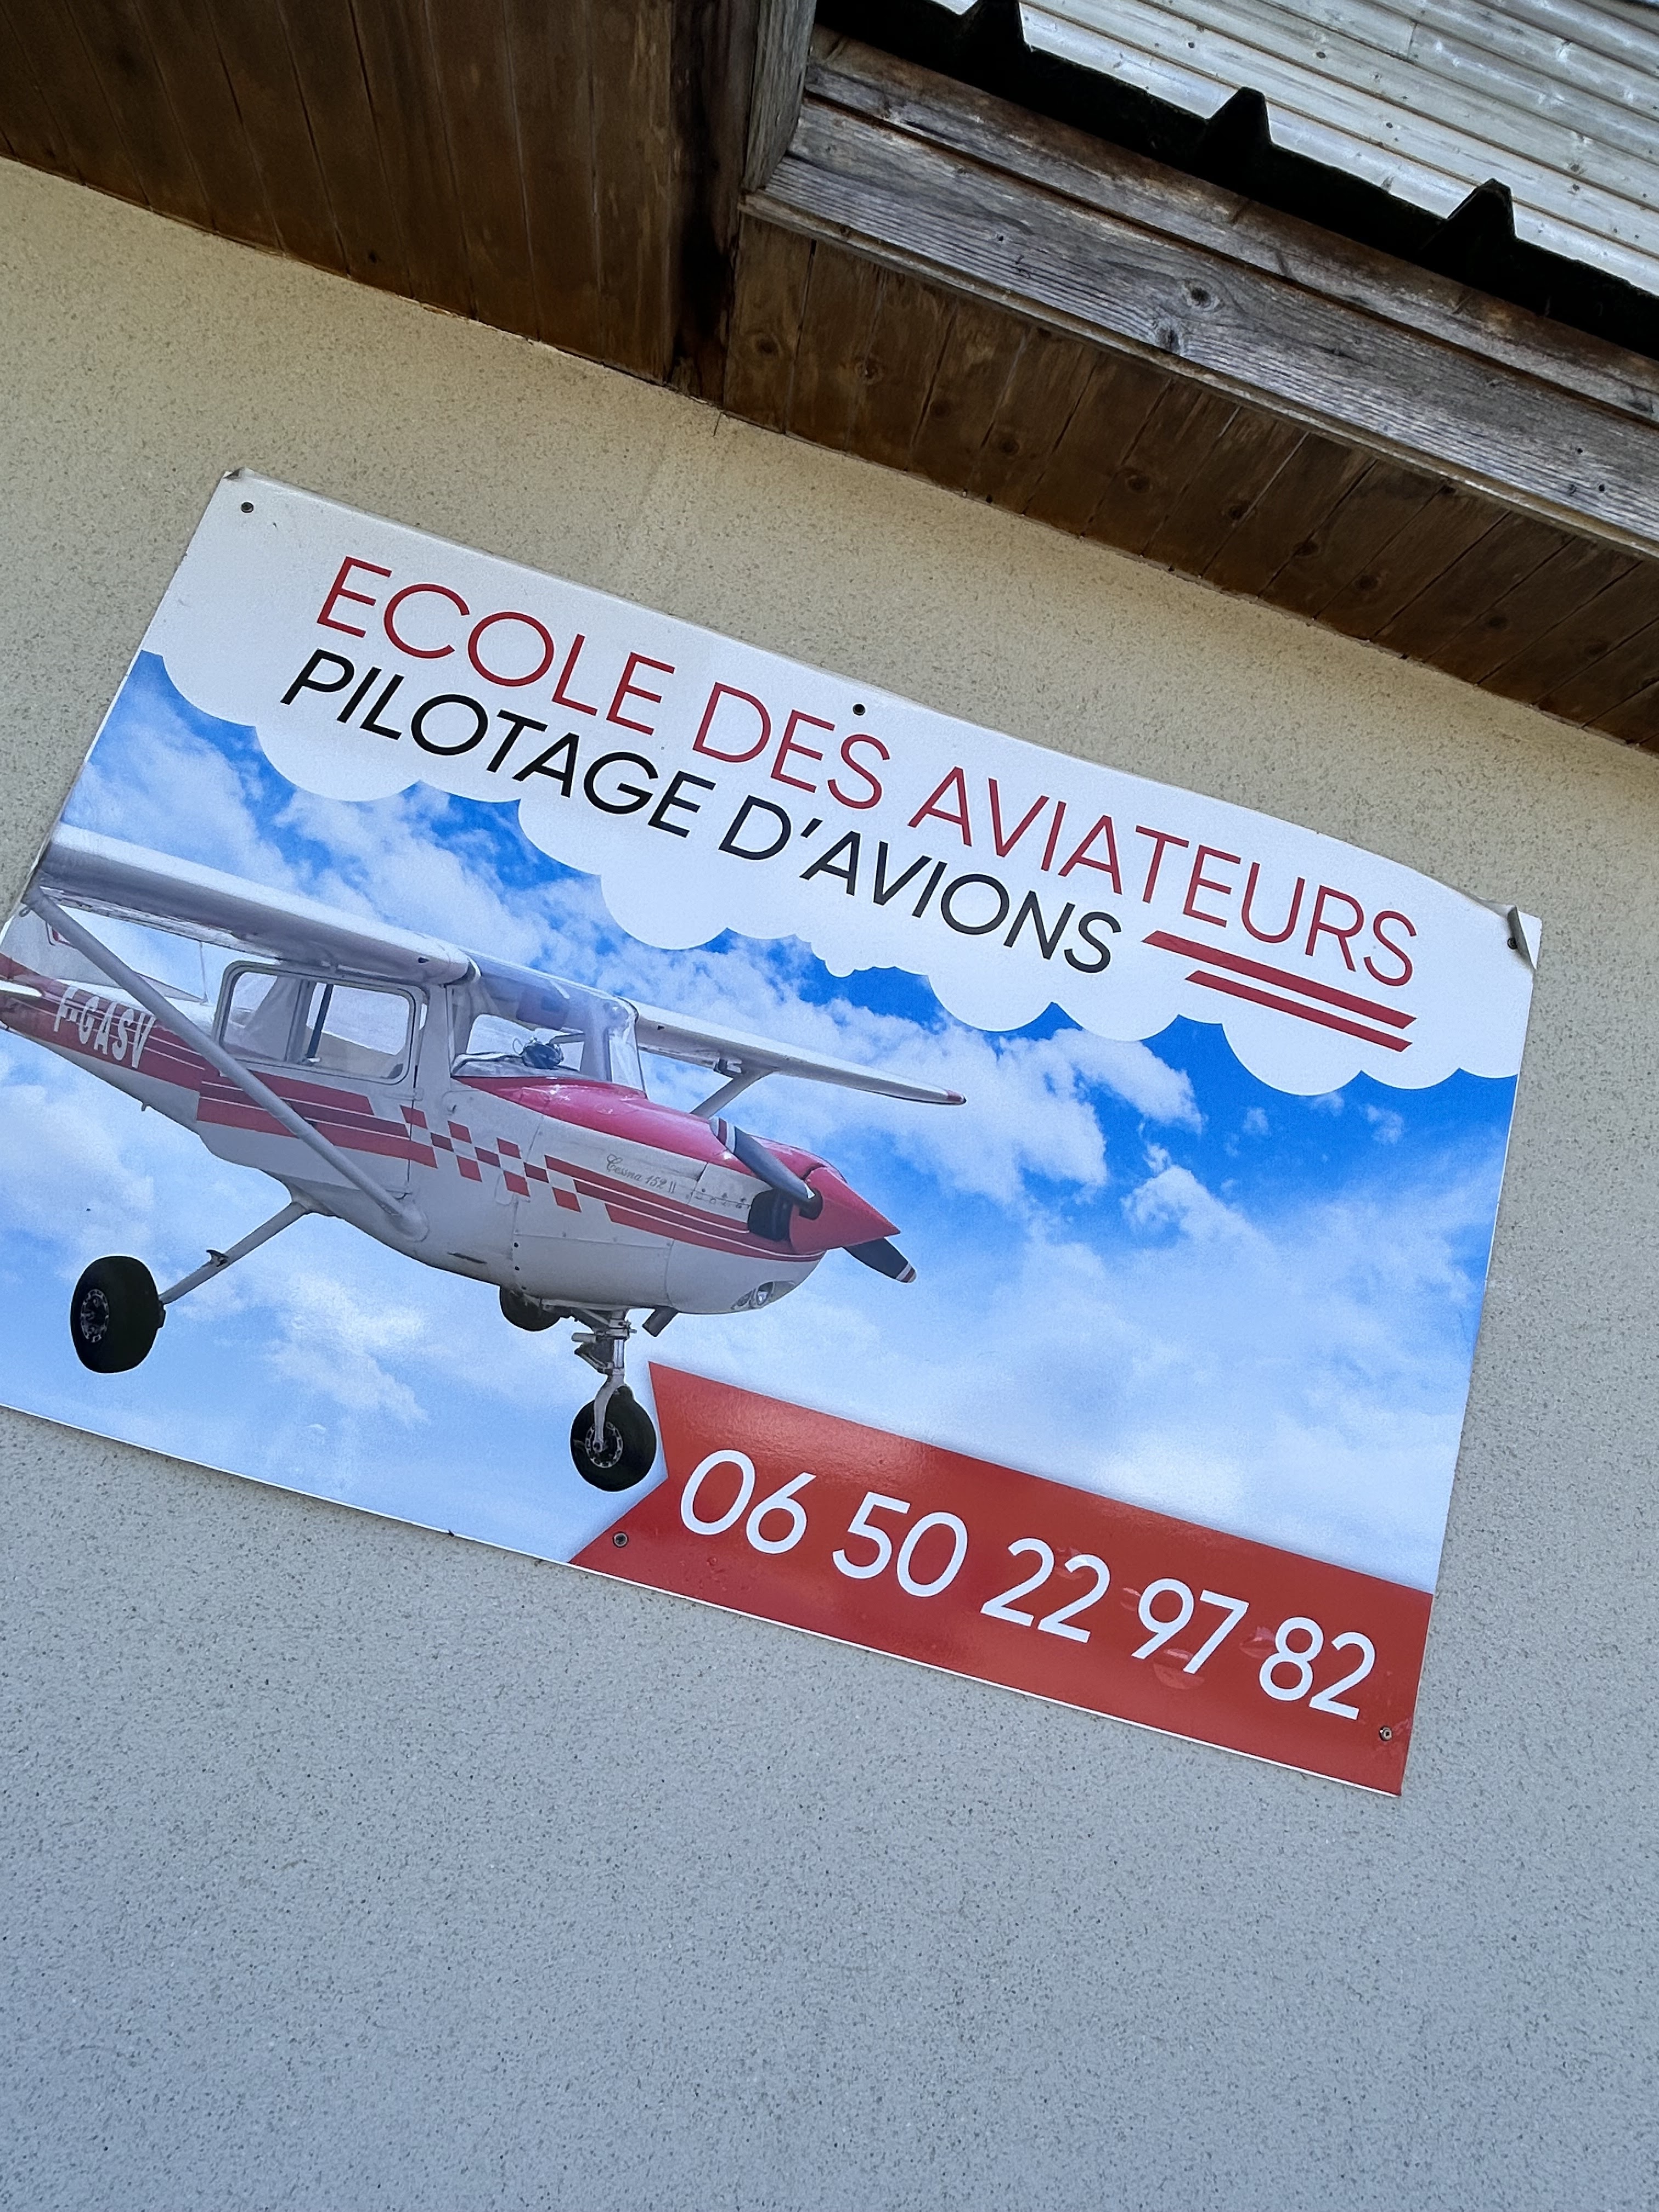 ECOLE DES AVIATEURS
PILOTAGE D'AVIONS
F-GASV
Cessna 152 II
06 50 22 97 82